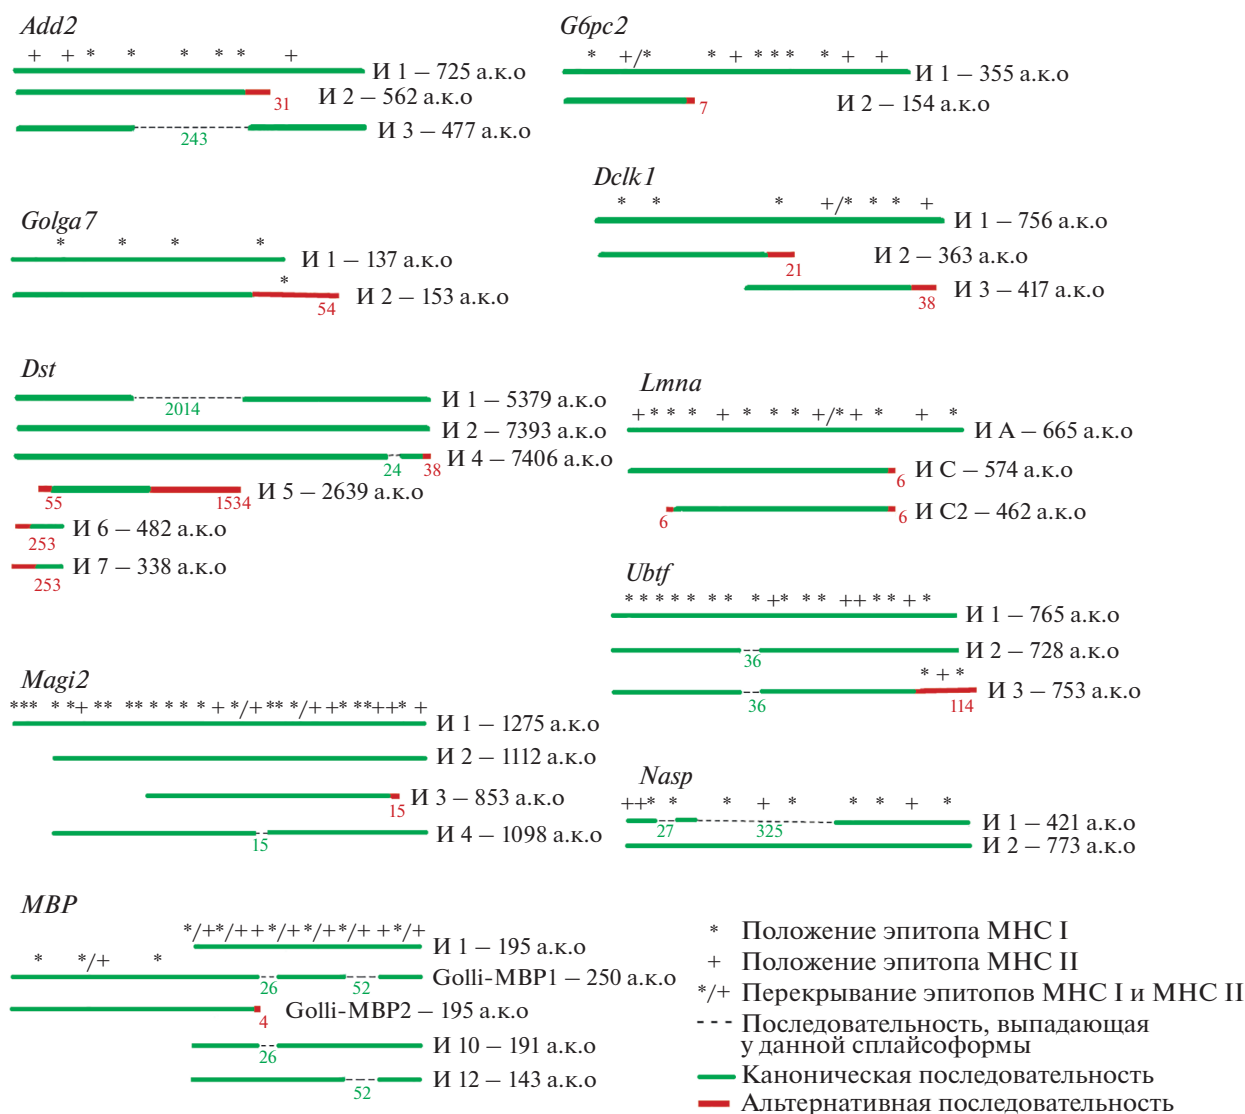 Add2
+ + * * * * * +
И 1 – 725 а.к.о
И 2 – 562 а.к.о
31
И 3 – 477 а.к.о
243
G6pc2
* +/* * + * * * * + +
И 1 – 355 а.к.о
И 2 – 154 а.к.о
7
Golga7
* * * *
И 1 – 137 а.к.о
*
И 2 – 153 а.к.о
54
Dclk1
* * * +/* * * +
И 1 – 756 а.к.о
И 2 – 363 а.к.о
21
И 3 – 417 а.к.о
38
Dst
И 1 – 5379 а.к.о
2014
И 2 – 7393 а.к.о
И 4 – 7406 а.к.о
24 38
И 5 – 2639 а.к.о
55 1534
И 6 – 482 а.к.о
253
И 7 – 338 а.к.о
253
Lmna
+ * * * * + * * * +/* + * + *
И А – 665 а.к.о
И С – 574 а.к.о
6
И С2 – 462 а.к.о
6 6
Ubtf
* * * * * * * * + * * * + + * * + *
И 1 – 765 а.к.о
И 2 – 728 а.к.о
36
* + *
И 3 – 753 а.к.о
36 114
Magi2
*** * * + ** ** * * * * + */+ ** * */+ + * ** + + * +
И 1 – 1275 а.к.о
И 2 – 1112 а.к.о
И 3 – 853 а.к.о
15
И 4 – 1098 а.к.о
15
Nasp
+ + * * * + * * * + *
И 1 – 421 а.к.о
27 325
И 2 – 773 а.к.о
MBP
*/+*/+ + */+ */+ */+ + */+
И 1 – 195 а.к.о
* */+ *
Golli-MBP1 – 250 а.к.о
26 52
Golli-MBP2 – 195 а.к.о
4
И 10 – 191 а.к.о
26
И 12 – 143 а.к.о
52
* Положение эпитопа МНС I
+ Положение эпитопа МНС II
*/+ Перекрывание эпитопов МНС I и МНС II
--- Последовательность, выпадающая
у данной сплайсоформы
Каноническая последовательность
Альтернативная последовательность